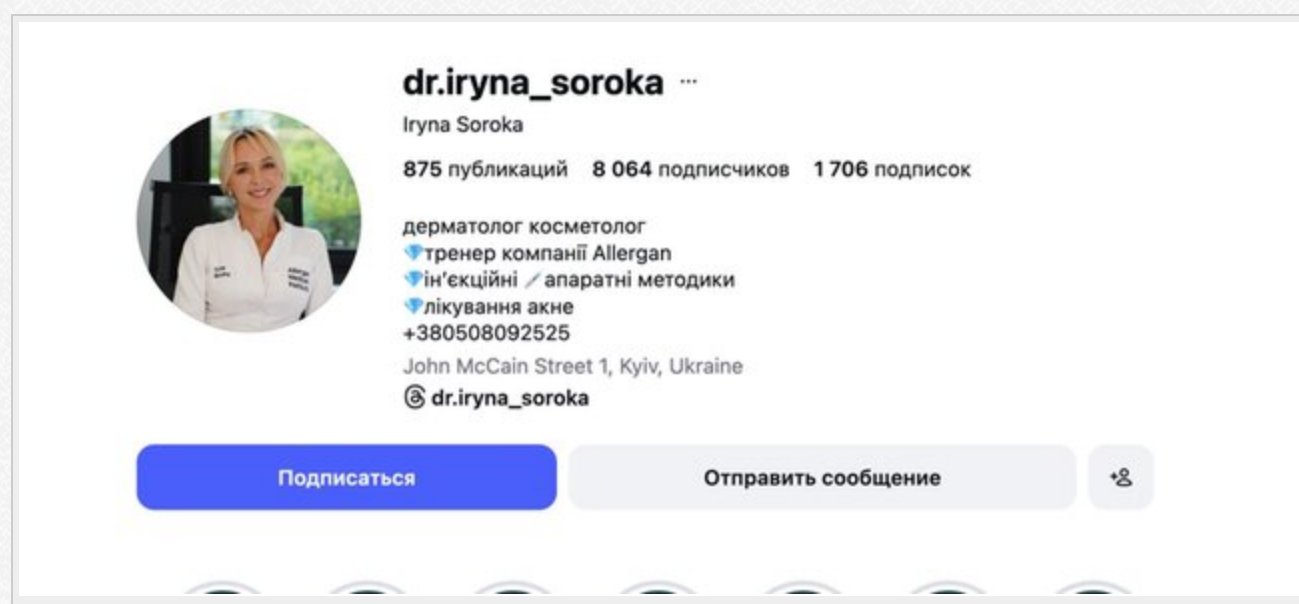 dr.iryna_soroka ...
Iryna Soroka
875 публикаций 8 064 подписчиков 1 706 подписок
дерматолог косметолог
💎тренер компанії Allergan
💎ін’єкційні 💉апаратні методики
💎лікування акне
+380508092525
John McCain Street 1, Kyiv, Ukraine
dr.iryna_soroka
Подписаться
Отправить сообщение